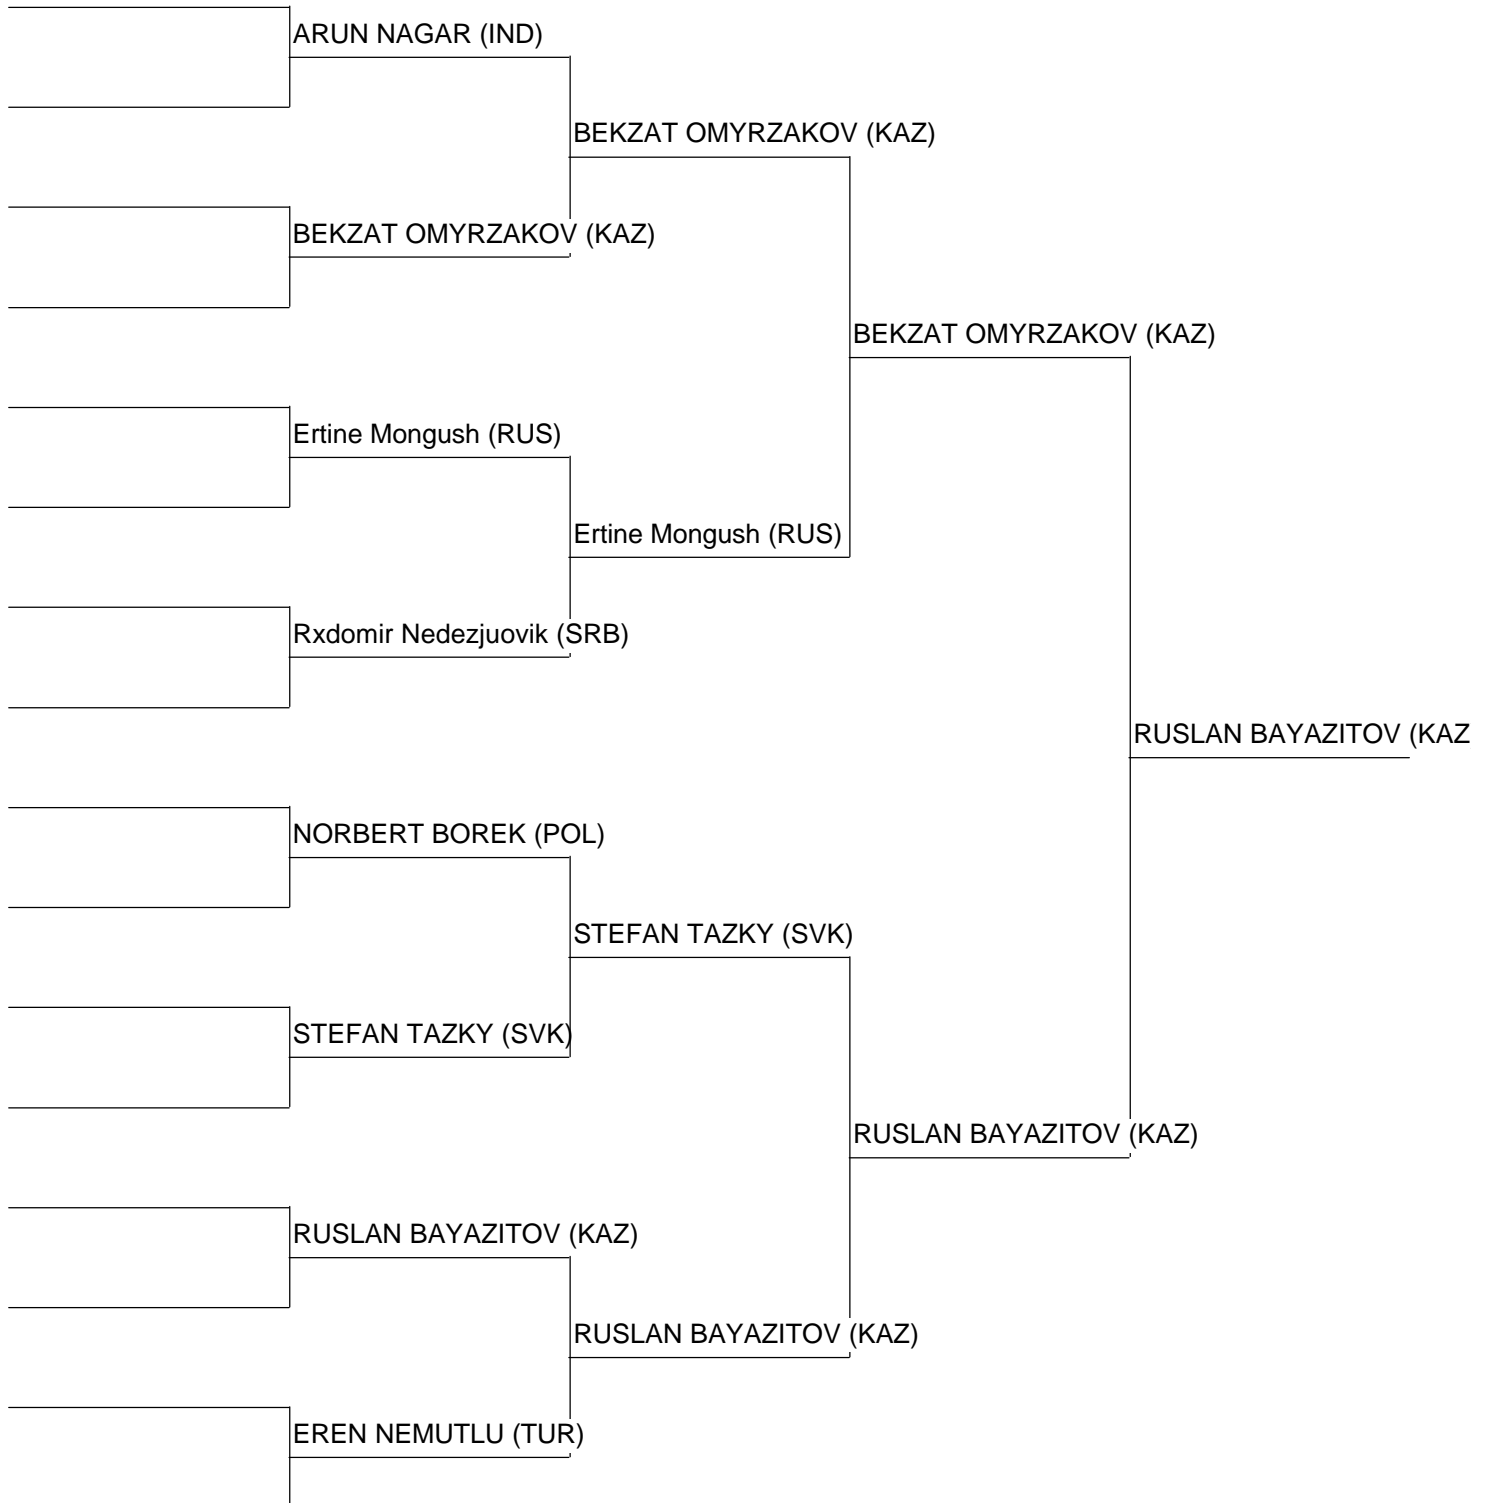 ARUN NAGAR (IND)
BEKZAT OMYRZAKOV (KAZ)
BEKZAT OMYRZAKOV (KAZ)
BEKZAT OMYRZAKOV (KAZ)
Ertine Mongush (RUS)
Ertine Mongush (RUS)
Rxdomir Nedezjuovik (SRB)
RUSLAN BAYAZITOV (KAZ
NORBERT BOREK (POL)
STEFAN TAZKY (SVK)
STEFAN TAZKY (SVK)
RUSLAN BAYAZITOV (KAZ)
RUSLAN BAYAZITOV (KAZ)
RUSLAN BAYAZITOV (KAZ)
EREN NEMUTLU (TUR)